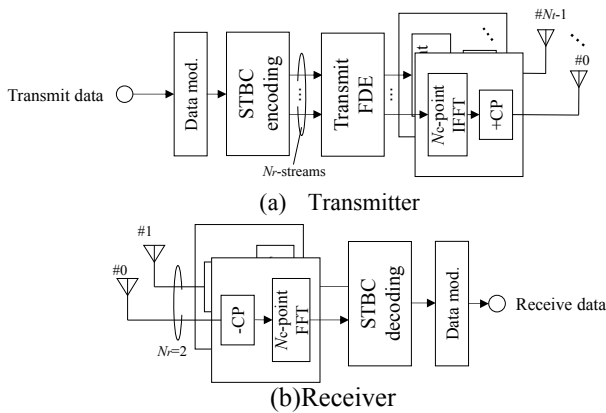 #Nt-1
#0
Transmit data
Data mod.
STBC encoding
...
Nr-streams
Transmit FDE
...
Nc-point IFFT
+CP
(a) Transmitter
#1
#0
Nr=2
-CP
Nc-point FFT
STBC decoding
Data mod.
Receive data
(b)Receiver